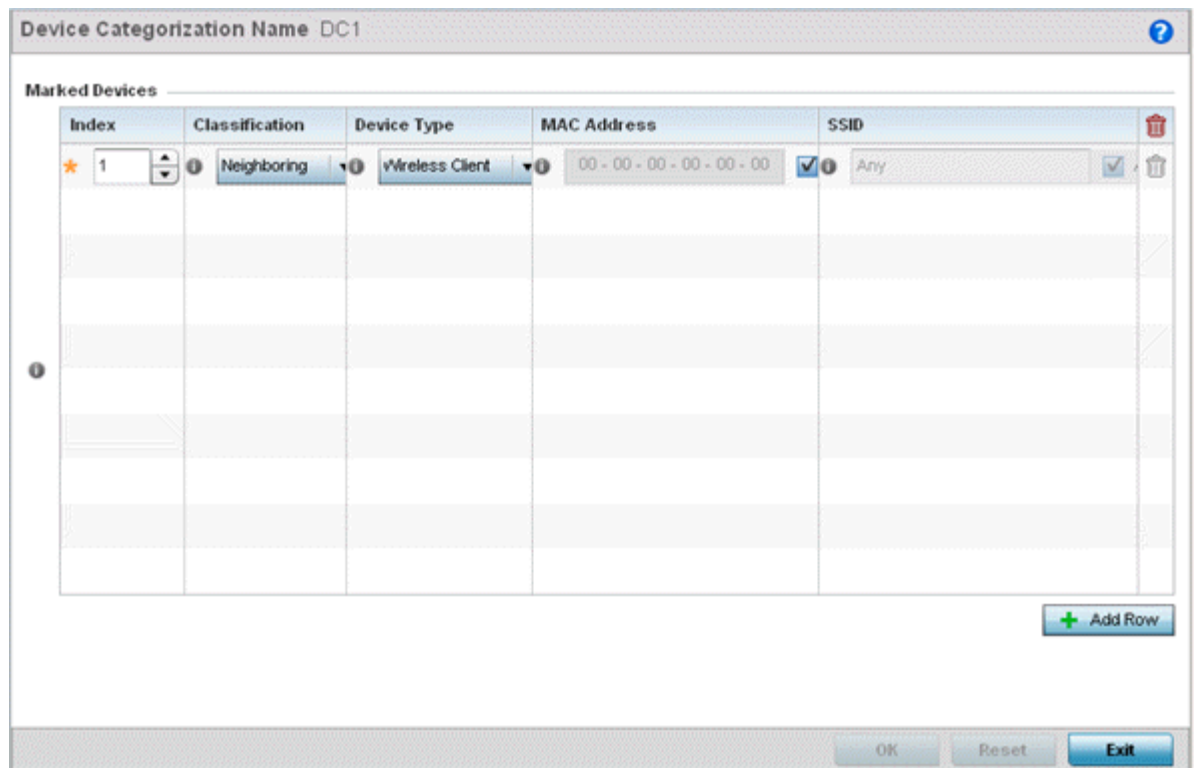 Device Categorization Name DC1
Marked Devices
Index Classification Device Type MAC Address SSID
1 Neighboring Wireless Client 00 - 00 - 00 - 00 - 00 - 00 Any
Add Row
OK Reset Exit